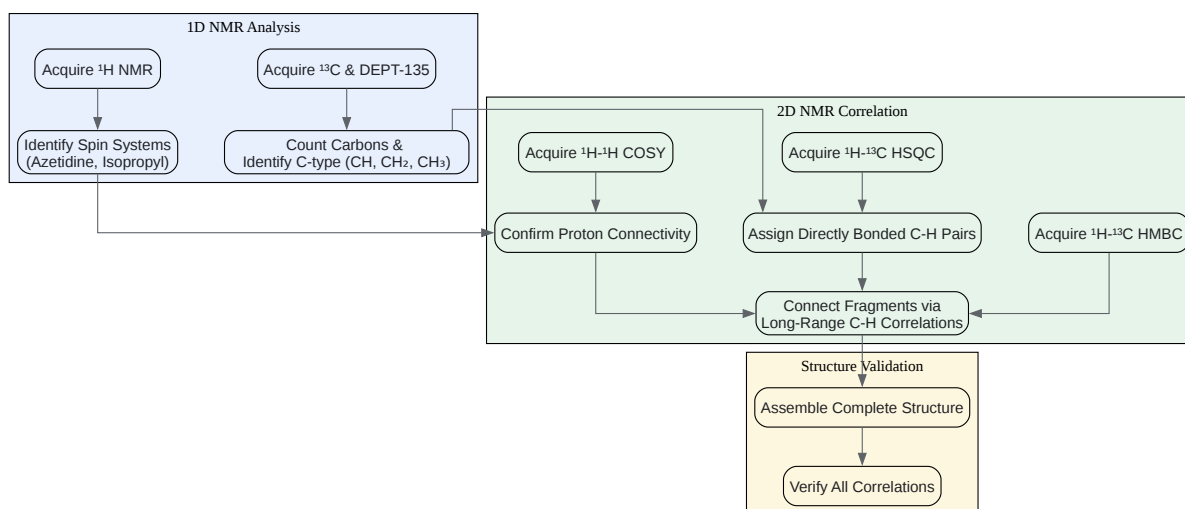 1D NMR Analysis
Acquire ¹H NMR
Acquire ¹³C & DEPT-135
Identify Spin Systems
(Azetidine, Isopropyl)
Count Carbons &
Identify C-type (CH, CH₂, CH₃)
2D NMR Correlation
Acquire ¹H-¹H COSY
Acquire ¹H-¹³C HSQC
Confirm Proton Connectivity
Assign Directly Bonded C-H Pairs
Acquire ¹H-¹³C HMBC
Connect Fragments via
Long-Range C-H Correlations
Structure Validation
Assemble Complete Structure
Verify All Correlations